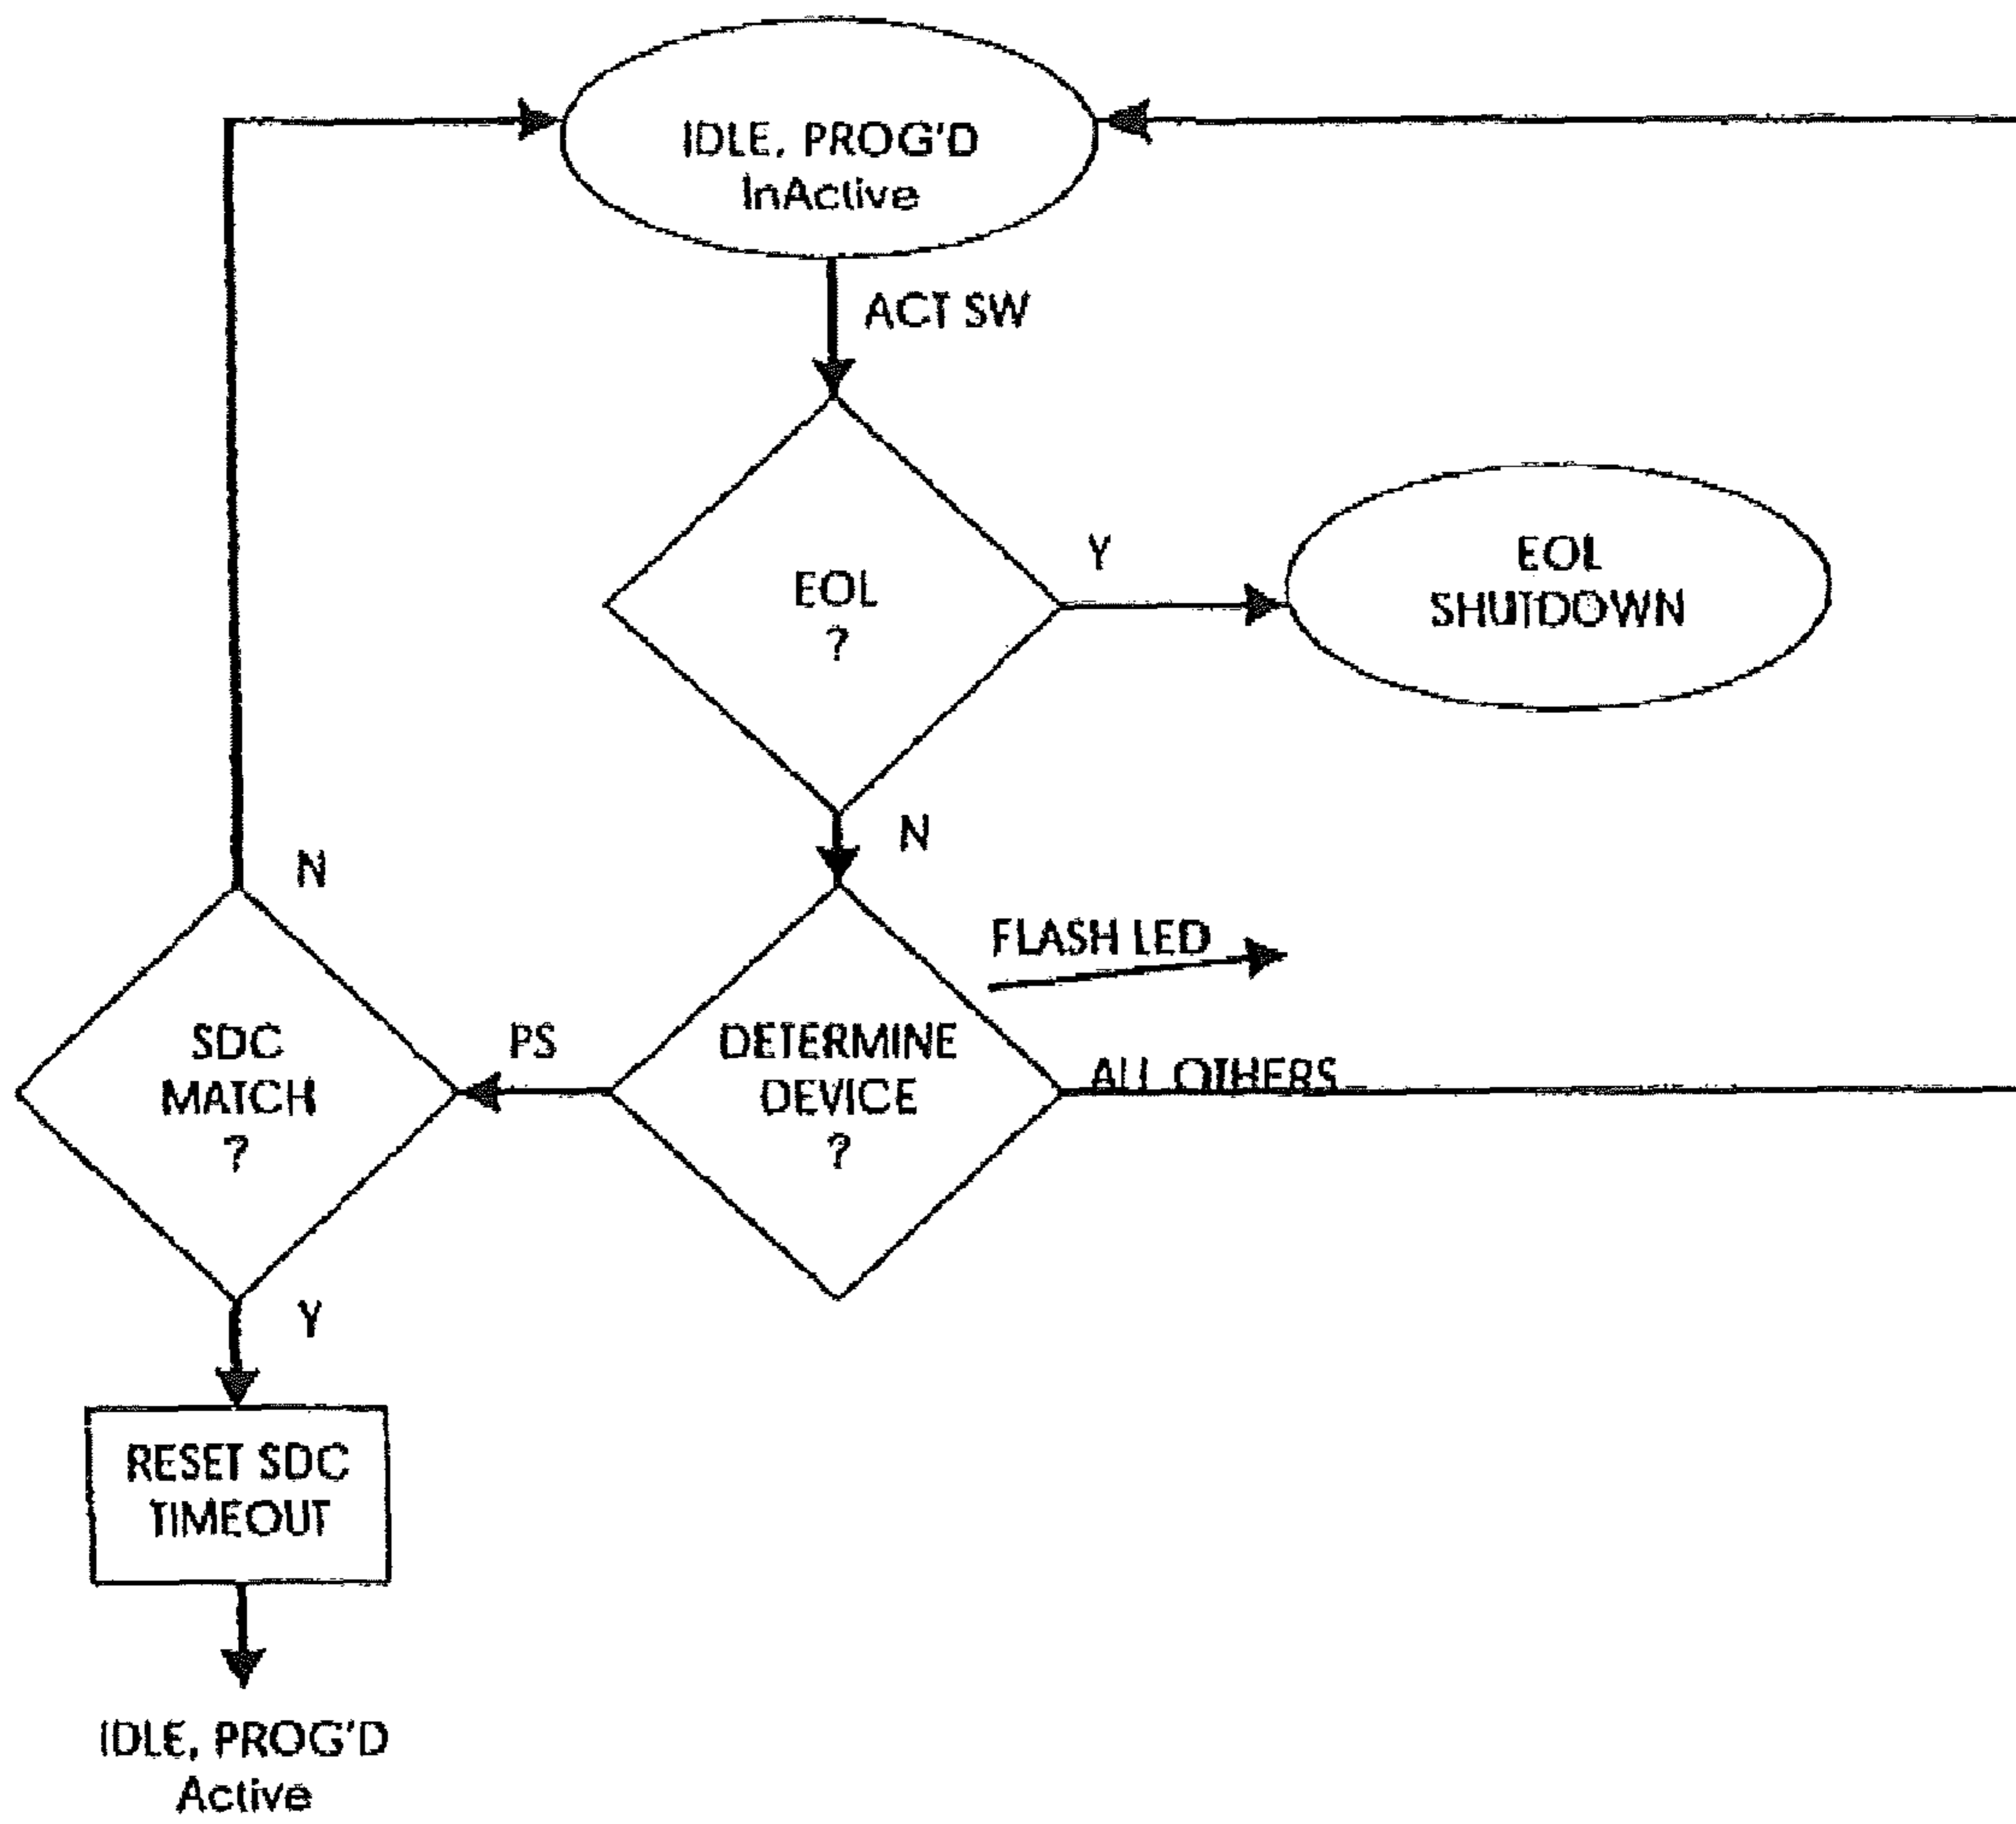 IDLE, PROG'D
InActive
ACT SW
EOL
?
Y
EOL
SHUTDOWN
N
N
FLASH LED
SDC
MATCH
?
PS
DETERMINE
DEVICE
?
ALL OTHERS
Y
RESET SDC
TIMEOUT
IDLE, PROG'D
Active